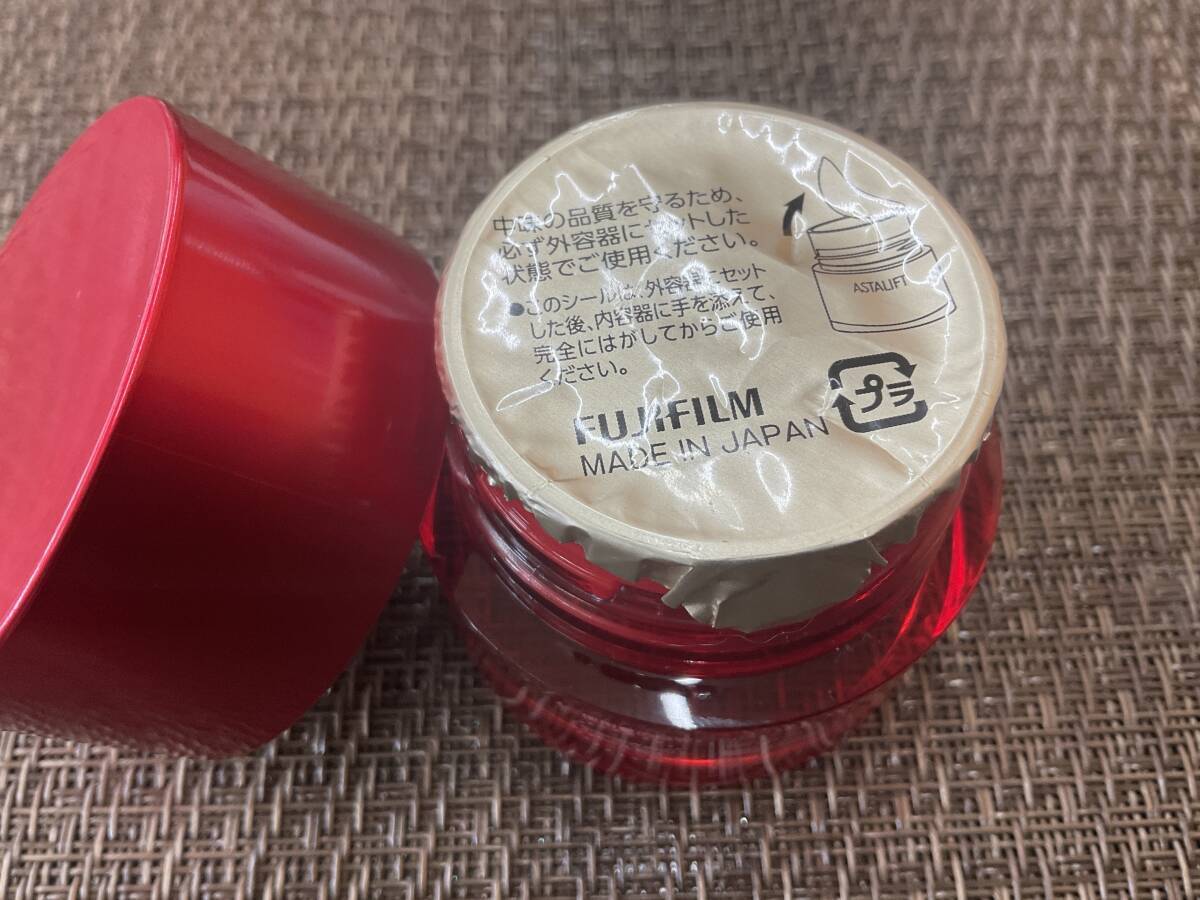 中味の品質を守るため、
必ず外容器にセットした
状態でご使用ください。
●このシールは、外容器にセット
した後、内容器に手を添えて、
完全にはがしてからご使用
ください。
ASTALIFT
プラ
FUJIFILM
MADE IN JAPAN